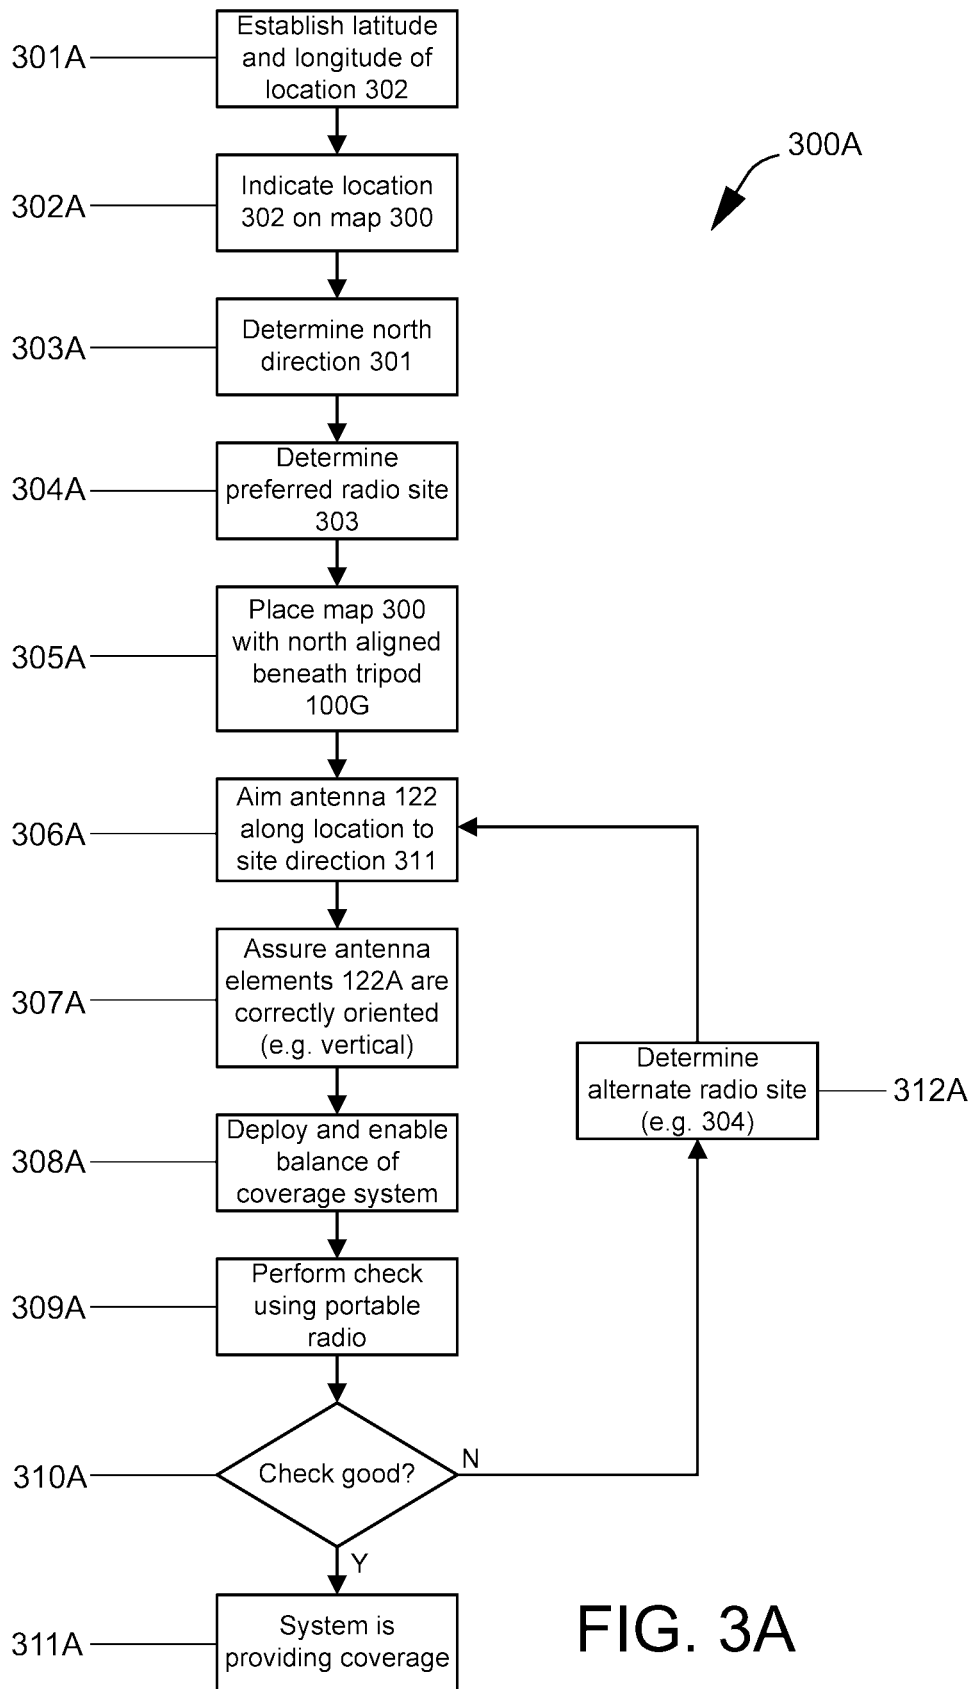 301A
Establish latitude
and longitude of
location 302
300A
302A
Indicate location
302 on map 300
303A
Determine north
direction 301
304A
Determine
preferred radio site
303
305A
Place map 300
with north aligned
beneath tripod
100G
306A
Aim antenna 122
along location to
site direction 311
307A
Assure antenna
elements 122A are
correctly oriented
(e.g. vertical)
Determine
alternate radio site
(e.g. 304)
312A
308A
Deploy and enable
balance of
coverage system
309A
Perform check
using portable
radio
310A
Check good?
N
Y
311A
System is
providing coverage
FIG. 3A